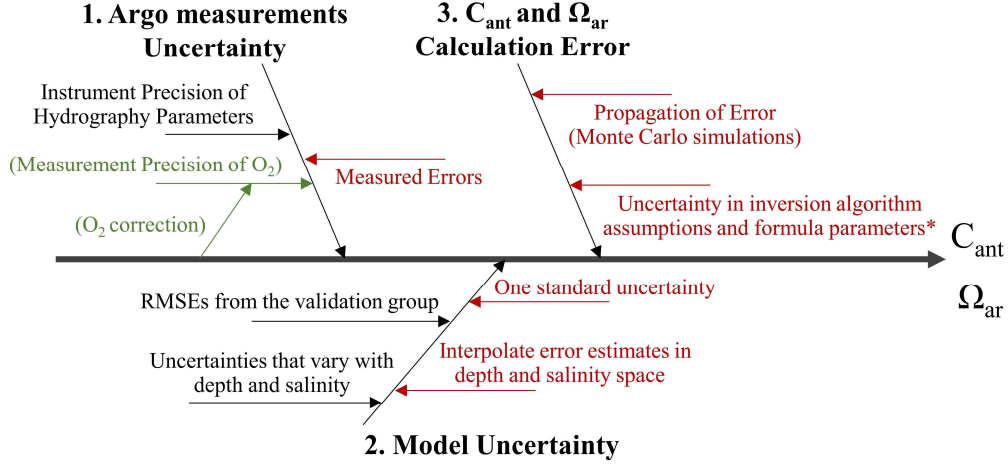 1. Argo measurements
Uncertainty
3. Cant and Ωar
Calculation Error
Instrument Precision of
Hydrography Parameters
(Measurement Precision of O2)
(O2 correction)
Measured Errors
Propagation of Error
(Monte Carlo simulations)
Uncertainty in inversion algorithm
assumptions and formula parameters*
Cant
Ωar
RMSEs from the validation group
One standard uncertainty
Uncertainties that vary with
depth and salinity
Interpolate error estimates in
depth and salinity space
2. Model Uncertainty